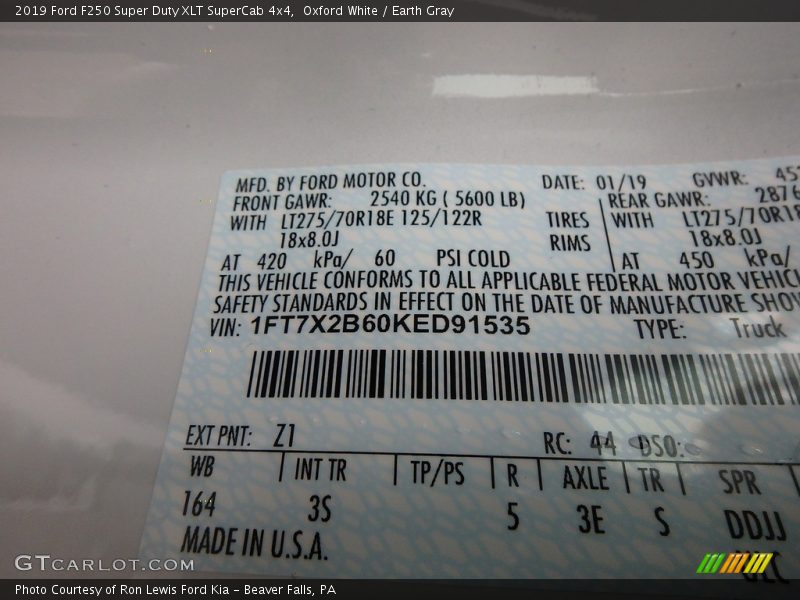 2019 Ford F250 Super Duty XLT SuperCab 4x4,  Oxford White / Earth Gray
MFD. BY FORD MOTOR CO. DATE: 01/19 GVWR:
FRONT GAWR: 2540 KG ( 5600 LB) REAR GAWR: 2876
WITH LT275/70R18E 125/122R TIRES WITH LT275/70R18
18x8.0J RIMS 18x8.0J
AT 420 kPa/ 60 PSI COLD AT 450 kPa/
THIS VEHICLE CONFORMS TO ALL APPLICABLE FEDERAL MOTOR VEHICL
SAFETY STANDARDS IN EFFECT ON THE DATE OF MANUFACTURE SHOW
VIN: 1FT7X2B60KED91535 TYPE: Truck
EXT PNT: Z1 RC: 44 DSO:
WB INT TR TP/PS R AXLE TR SPR
164 3S 5 3E S DDJJ
MADE IN U.S.A.
GTCARLOT.COM
Photo Courtesy of Ron Lewis Ford Kia - Beaver Falls, PA